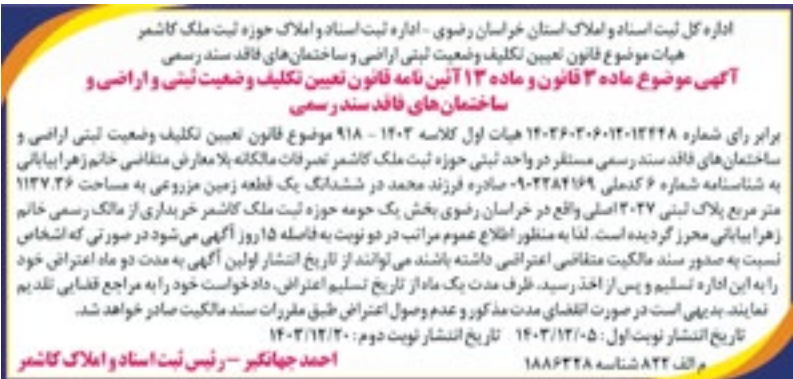 اداره کل ثبت اسناد و املاک استان خراسان رضوی - اداره ثبت اسناد و املاک حوزه ثبت ملک کاشمر
هیات موضوع قانون تعیین تکلیف وضعیت ثبتی اراضی و ساختمان‌های فاقد سند رسمی
آگهی موضوع ماده ۳ قانون و ماده ۱۳ آئین نامه قانون تعیین تکلیف وضعیت ثبتی و اراضی و
ساختمان‌های فاقد سند رسمی
برابر رای شماره ۱۴۰۳۶۰۳۰۶۰۱۲۰۱۳۴۴۸ هیات اول کلاسه ۱۴۰۳ - ۹۱۸ موضوع قانون تعیین تکلیف وضعیت ثبتی اراضی و
ساختمان‌های فاقد سند رسمی مستقر در واحد ثبتی حوزه ثبت ملک کاشمر تصرفات مالکانه بلا معارض متقاضی خانم زهرا بیابانی
به شناسنامه شماره ۶ کدملی ۰۹۰۲۲۸۴۱۶۹ صادره فرزند محمد در ششدانگ یک قطعه زمین مزروعی به مساحت ۱۱۳۷.۳۶
متر مربع پلاک ثبتی ۳۰۲۷ اصلی واقع در خراسان رضوی بخش یک حومه حوزه ثبت ملک کاشمر خریداری از مالک رسمی خانم
زهرا بیابانی محرز گردیده است. لذا به منظور اطلاع عموم مراتب در دو نوبت به فاصله ۱۵ روز آگهی می‌شود در صورتی که اشخاص
نسبت به صدور سند مالکیت متقاضی اعتراضی داشته باشند می‌توانند از تاریخ انتشار اولین آگهی به مدت دو ماه اعتراض خود
را به این اداره تسلیم و پس از اخذ رسید، ظرف مدت یک ماه از تاریخ تسلیم اعتراض، دادخواست خود را به مراجع قضایی تقدیم
نمایند. بدیهی است در صورت انقضای مدت مذکور و عدم وصول اعتراض طبق مقررات سند مالکیت صادر خواهد شد.
تاریخ انتشار نوبت اول: ۱۴۰۳/۱۲/۰۵ تاریخ انتشار نوبت دوم: ۱۴۰۳/۱۲/۲۰
م الف ۸۲۲ شناسه ۱۸۸۶۳۲۸ احمد جهانگیر - رئیس ثبت اسناد و املاک کاشمر